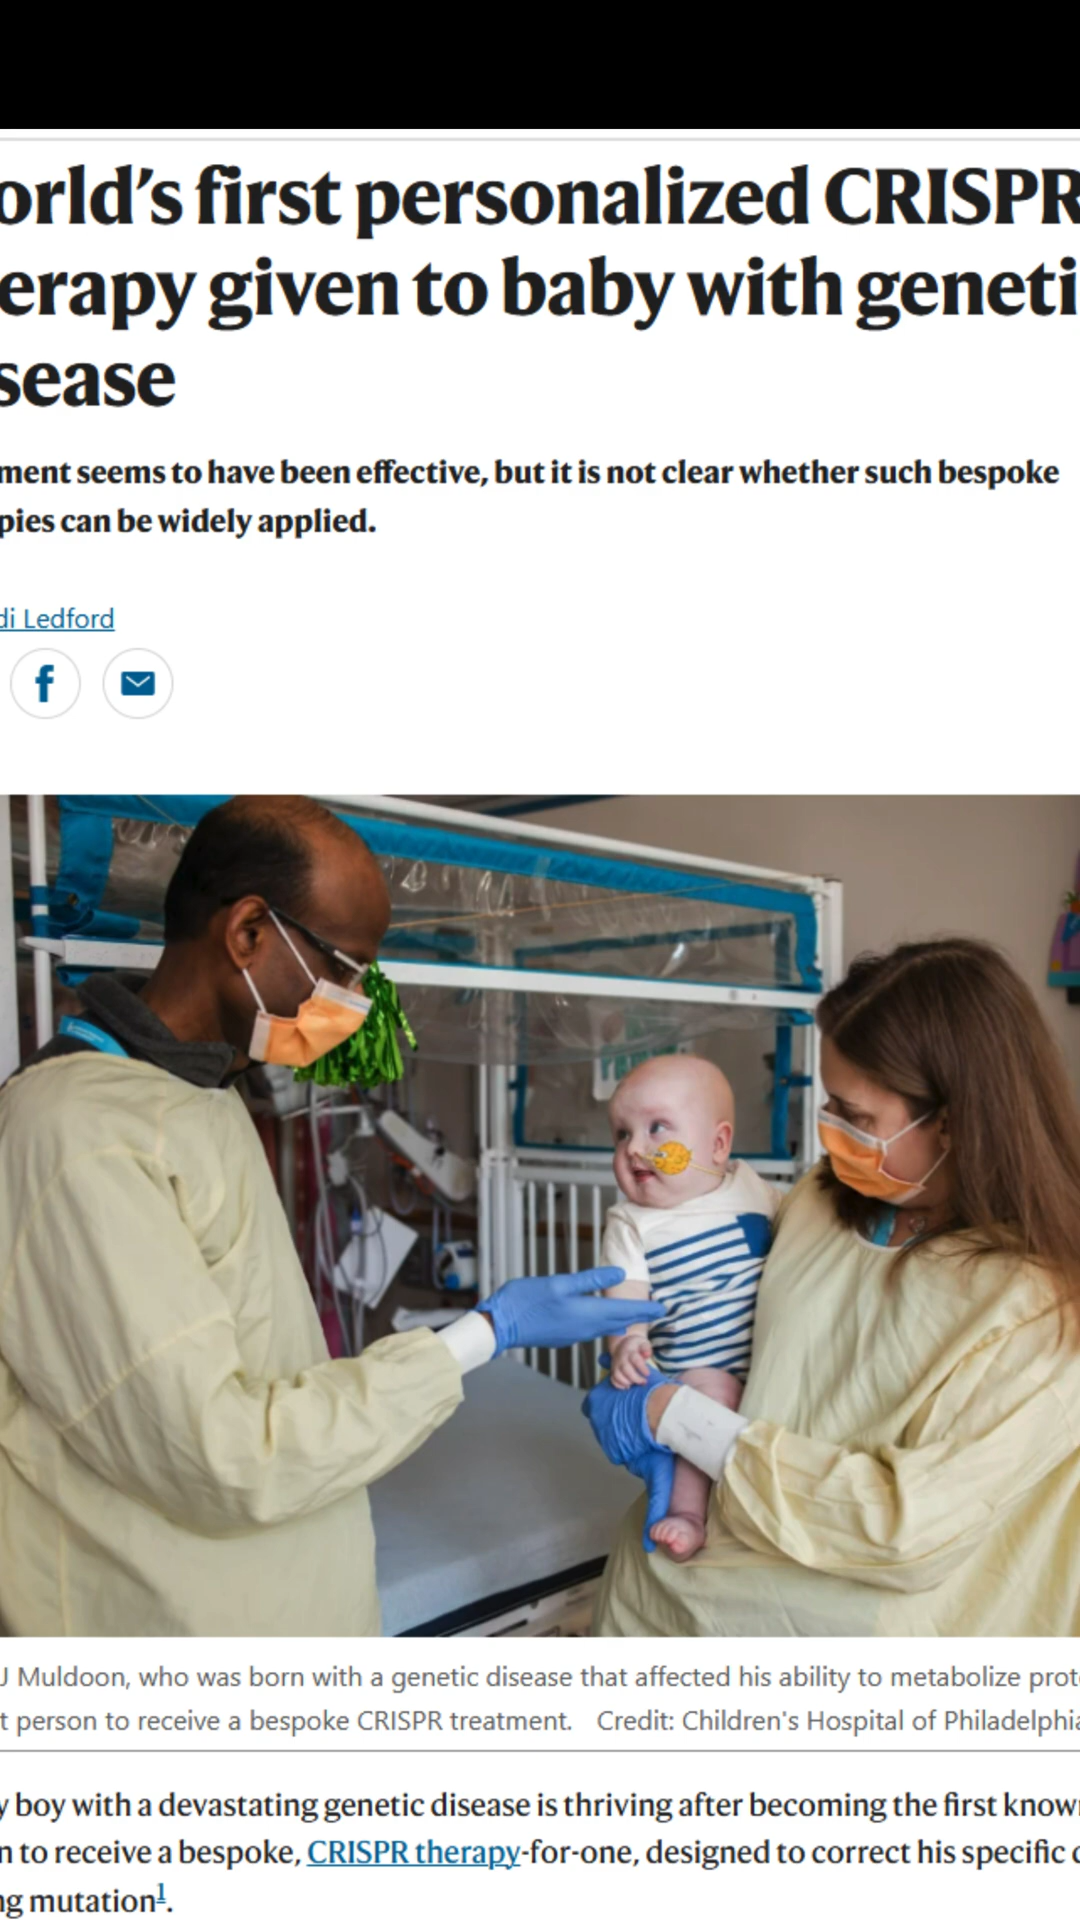 orld’s first personalized CRISPR
erapy given to baby with geneti
sease
ment seems to have been effective, but it is not clear whether such bespoke
pies can be widely applied.
di Ledford
J Muldoon, who was born with a genetic disease that affected his ability to metabolize prot
t person to receive a bespoke CRISPR treatment. Credit: Children's Hospital of Philadelphia
y boy with a devastating genetic disease is thriving after becoming the first know
n to receive a bespoke, CRISPR therapy-for-one, designed to correct his specific d
ng mutation1.